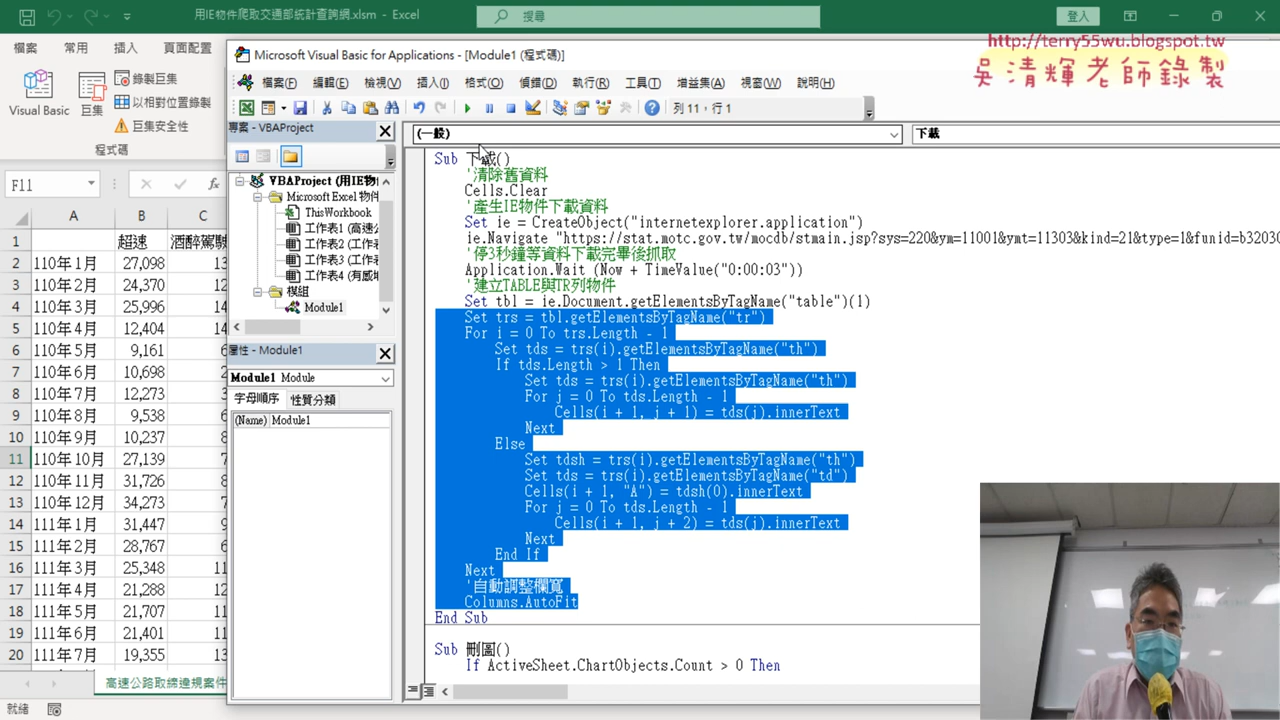 用IE物件爬取交通部統計查詢網.xlsm - Excel
搜尋
登入
檔案 常用 插入 頁面配置
http://terry55wu.blogspot.tw
吳清輝老師錄製
Visual Basic
巨集
錄製巨集
以相對位置錄製
巨集安全性
程式碼
F11
A B C
1 超速 酒醉駕駛
2 110年1月 27,098 13
3 110年2月 24,370 12
4 110年3月 25,996 14
5 110年4月 12,404 14
6 110年5月 9,161 6
7 110年6月 10,698 2
8 110年7月 12,273
9 110年8月 9,538 6
10 110年9月 10,237 8
11 110年10月 27,139 7
12 110年11月 31,726 8
13 110年12月 34,273 7
14 111年1月 31,447 9
15 111年2月 28,767 6
16 111年3月 25,348 11
17 111年4月 21,288 12
18 111年5月 21,707 11
19 111年6月 21,401 11
20 111年7月 19,355 13
高速公路取締違規案件
就緒
Microsoft Visual Basic for Applications - [Module1 (程式碼)]
檔案(F) 編輯(E) 檢視(V) 插入(I) 格式(O) 偵錯(D) 執行(R) 工具(T) 增益集(A) 視窗(W) 說明(H)
列 11，行 1
專案 - VBAProject
VBAProject (用IE物
Microsoft Excel 物件
ThisWorkbook
工作表1 (高速公
工作表2 (工作表
工作表3 (工作表
工作表4 (有感地
模組
Module1
屬性 - Module1
Module1 Module
字母順序 性質分類
(Name) Module1
(一般) 下載
Sub 下載()
'清除舊資料
Cells.Clear
'產生IE物件下載資料
Set ie = CreateObject("internetexplorer.application")
ie.Navigate "https://stat.motc.gov.tw/mocdb/stmain.jsp?sys=220&ym=11001&ymt=11303&kind=21&type=1&funid=b32030
'停3秒鐘等資料下載完畢後抓取
Application.Wait (Now + TimeValue("0:00:03"))
'建立TABLE與TR列物件
Set tbl = ie.Document.getElementsByTagName("table")(1)
Set trs = tbl.getElementsByTagName("tr")
For i = 0 To trs.Length - 1
Set tds = trs(i).getElementsByTagName("th")
If tds.Length > 1 Then
Set tds = trs(i).getElementsByTagName("th")
For j = 0 To tds.Length - 1
Cells(i + 1, j + 1) = tds(j).innerText
Next
Else
Set tdsh = trs(i).getElementsByTagName("th")
Set tds = trs(i).getElementsByTagName("td")
Cells(i + 1, "A") = tdsh(0).innerText
For j = 0 To tds.Length - 1
Cells(i + 1, j + 2) = tds(j).innerText
Next
End If
Next
'自動調整欄寬
Columns.AutoFit
End Sub
Sub 刪圖()
If ActiveSheet.ChartObjects.Count > 0 Then